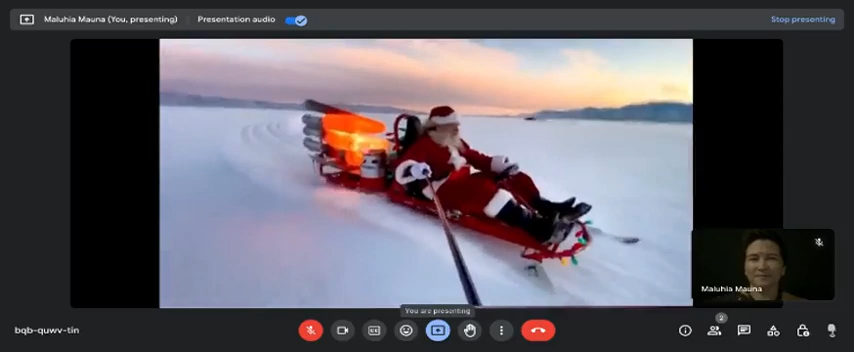 Maluhia Mauna (You, presenting)
Presentation audio
Stop presenting
Maluhia Mauna
You are presenting
bqb-quwv-tin
2